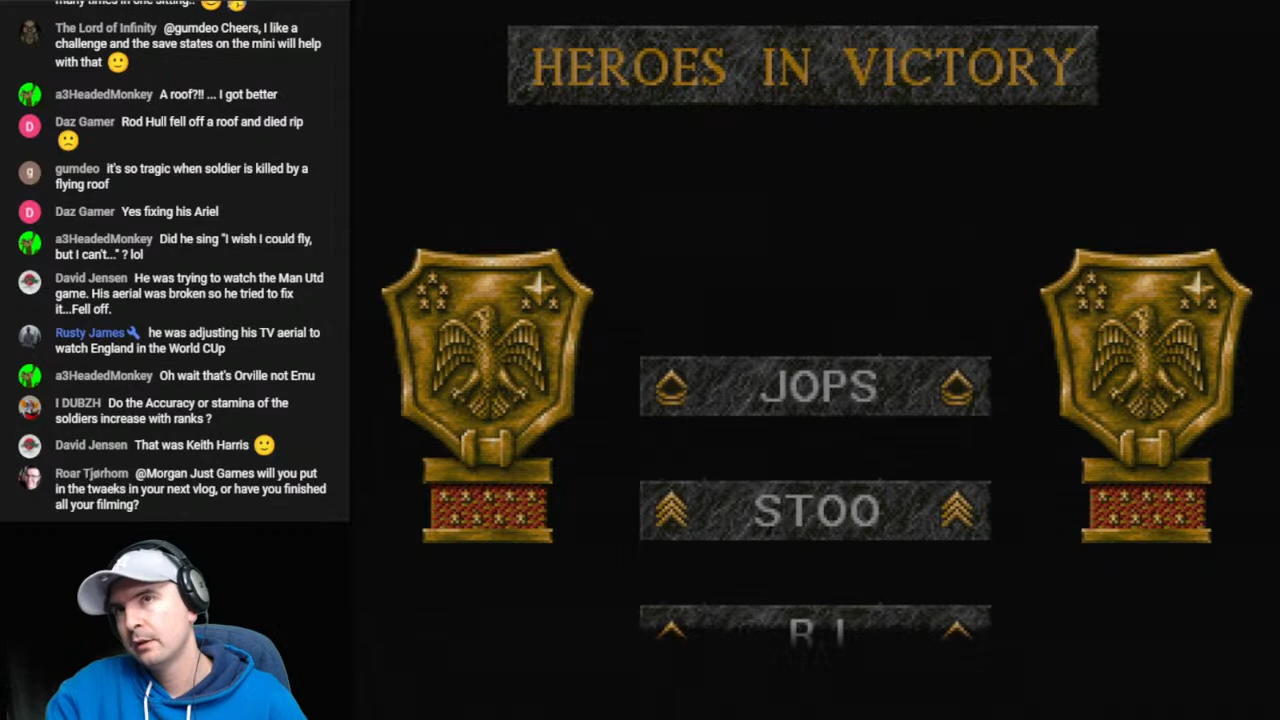 many times in one sitting..
The Lord of Infinity @gumdeo Cheers, I like a
challenge and the save states on the mini will help
with that
a3HeadedMonkey A roof?!! ... I got better
D Daz Gamer Rod Hull fell off a roof and died rip
g gumdeo it's so tragic when soldier is killed by a
flying roof
D Daz Gamer Yes fixing his Ariel
a3HeadedMonkey Did he sing "I wish I could fly,
but I can't..." ? lol
David Jensen He was trying to watch the Man Utd
game. His aerial was broken so he tried to fix
it...Fell off.
Rusty James he was adjusting his TV aerial to
watch England in the World CUp
a3HeadedMonkey Oh wait that's Orville not Emu
I DUBZH Do the Accuracy or stamina of the
soldiers increase with ranks ?
David Jensen That was Keith Harris
Roar Tjørhom @Morgan Just Games will you put
in the twaeks in your next vlog, or have you finished
all your filming?
HEROES IN VICTORY
JOPS
STOO